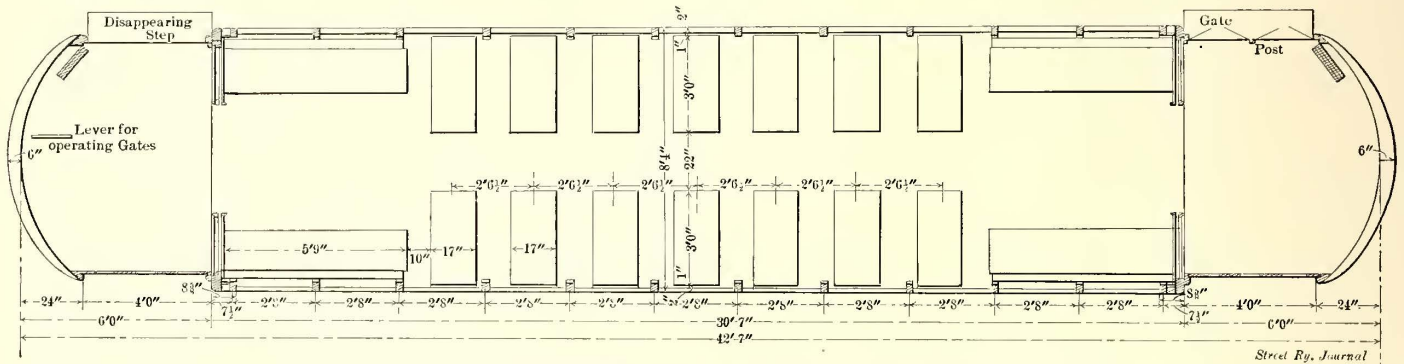 Disappearing
Step
Gate
Post
2"
1"
3'0"
Lever for
operating Gates
6"
8'4"
22"
6"
2'6½" 2'6½" 2'6½" 2'6½" 2'6½" 2'6½"
5'9"
10"
17"
17"
3'0"
1"
24" 4'0" 2'8" 2'8" 2'8" 2'8" 2'8" 2'8" 2'8" 2'8" 2'8" 2'8" 4'0" 24"
7½"
7½"
6'0" 30'7" 6'0"
42'7"
Street Ry. Journal